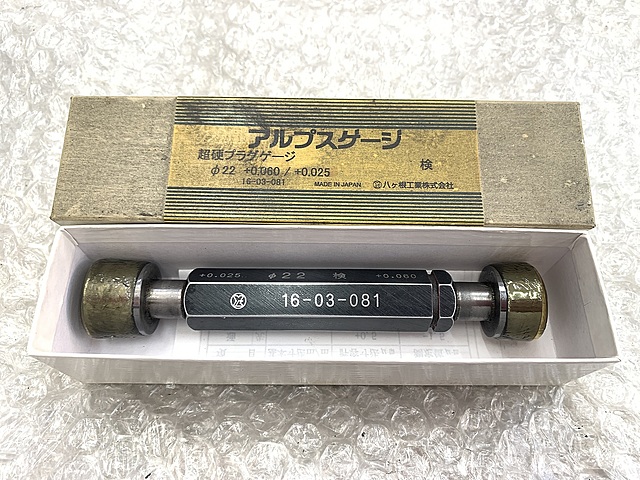 アルプスゲージ
超硬プラグゲージ 検
φ22 +0.060 / +0.025
16-03-081 MADE IN JAPAN 八ヶ根工業株式会社
+0.025 φ22 検 +0.060
16-03-081